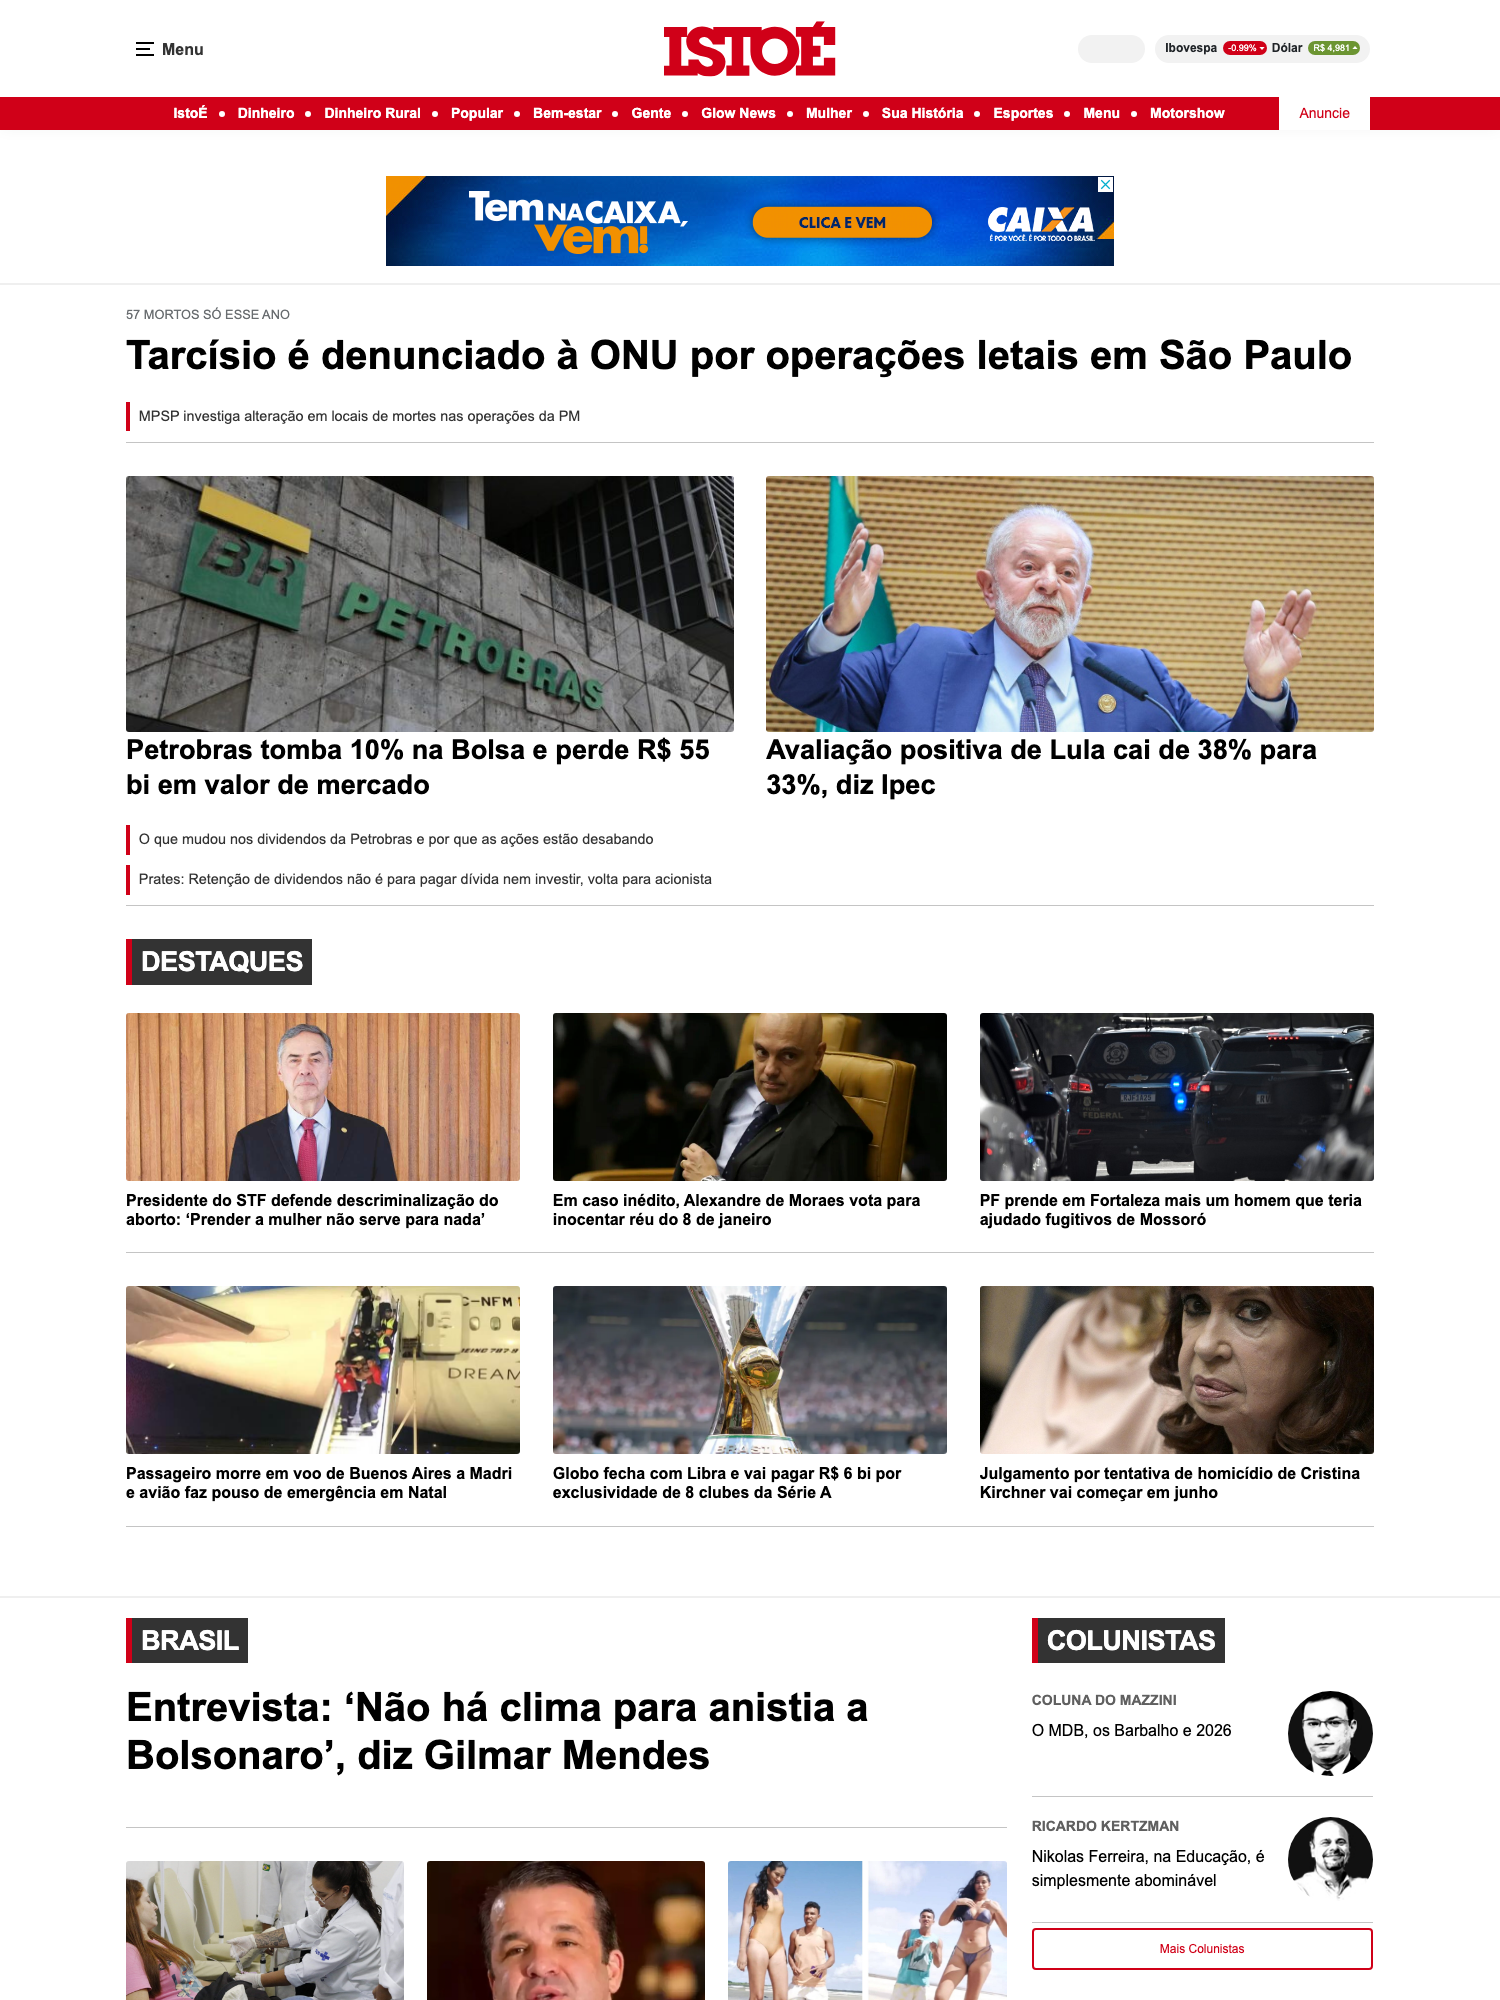 Menu
ISTOÉ
Ibovespa -0.99% Dólar R$ 4,981
IstoÉ • Dinheiro • Dinheiro Rural • Popular • Bem-estar • Gente • Glow News • Mulher • Sua História • Esportes • Menu • Motorshow
Anuncie
Tem NA CAIXA,
vem!
CLICA E VEM
CAIXA
É POR VOCÊ. É POR TODO O BRASIL.
57 MORTOS SÓ ESSE ANO
Tarcísio é denunciado à ONU por operações letais em São Paulo
MPSP investiga alteração em locais de mortes nas operações da PM
BR
PETROBRAS
Petrobras tomba 10% na Bolsa e perde R$ 55
bi em valor de mercado
Avaliação positiva de Lula cai de 38% para
33%, diz Ipec
O que mudou nos dividendos da Petrobras e por que as ações estão desabando
Prates: Retenção de dividendos não é para pagar dívida nem investir, volta para acionista
DESTAQUES
FEDERAL
Presidente do STF defende descriminalização do
aborto: ‘Prender a mulher não serve para nada’
Em caso inédito, Alexandre de Moraes vota para
inocentar réu do 8 de janeiro
PF prende em Fortaleza mais um homem que teria
ajudado fugitivos de Mossoró
C-NFM
BOEING 787-9
DREAM
BRASILEIR
Passageiro morre em voo de Buenos Aires a Madri
e avião faz pouso de emergência em Natal
Globo fecha com Libra e vai pagar R$ 6 bi por
exclusividade de 8 clubes da Série A
Julgamento por tentativa de homicídio de Cristina
Kirchner vai começar em junho
BRASIL
Entrevista: ‘Não há clima para anistia a
Bolsonaro’, diz Gilmar Mendes
COLUNISTAS
COLUNA DO MAZZINI
O MDB, os Barbalho e 2026
RICARDO KERTZMAN
Nikolas Ferreira, na Educação, é
simplesmente abominável
Mais Colunistas